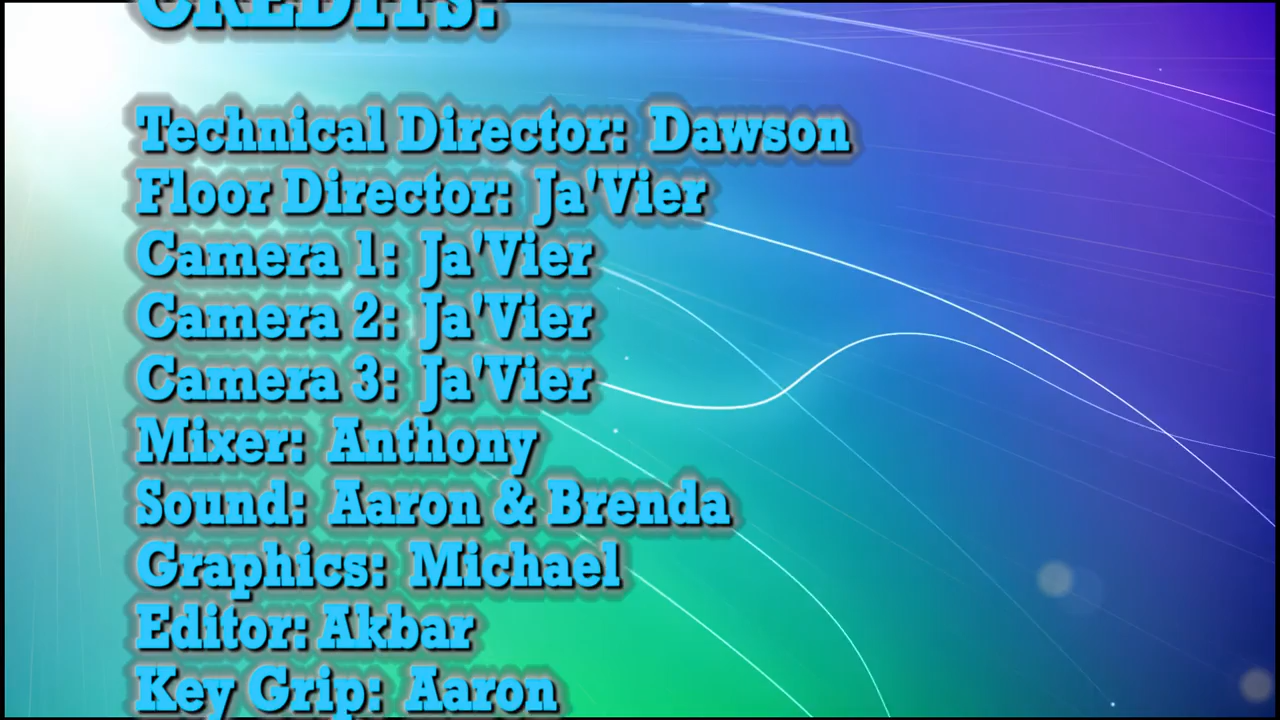 CREDITS:
Technical Director: Dawson
Floor Director: Ja'Vier
Camera 1: Ja'Vier
Camera 2: Ja'Vier
Camera 3: Ja'Vier
Mixer: Anthony
Sound: Aaron & Brenda
Graphics: Michael
Editor: Akbar
Key Grip: Aaron